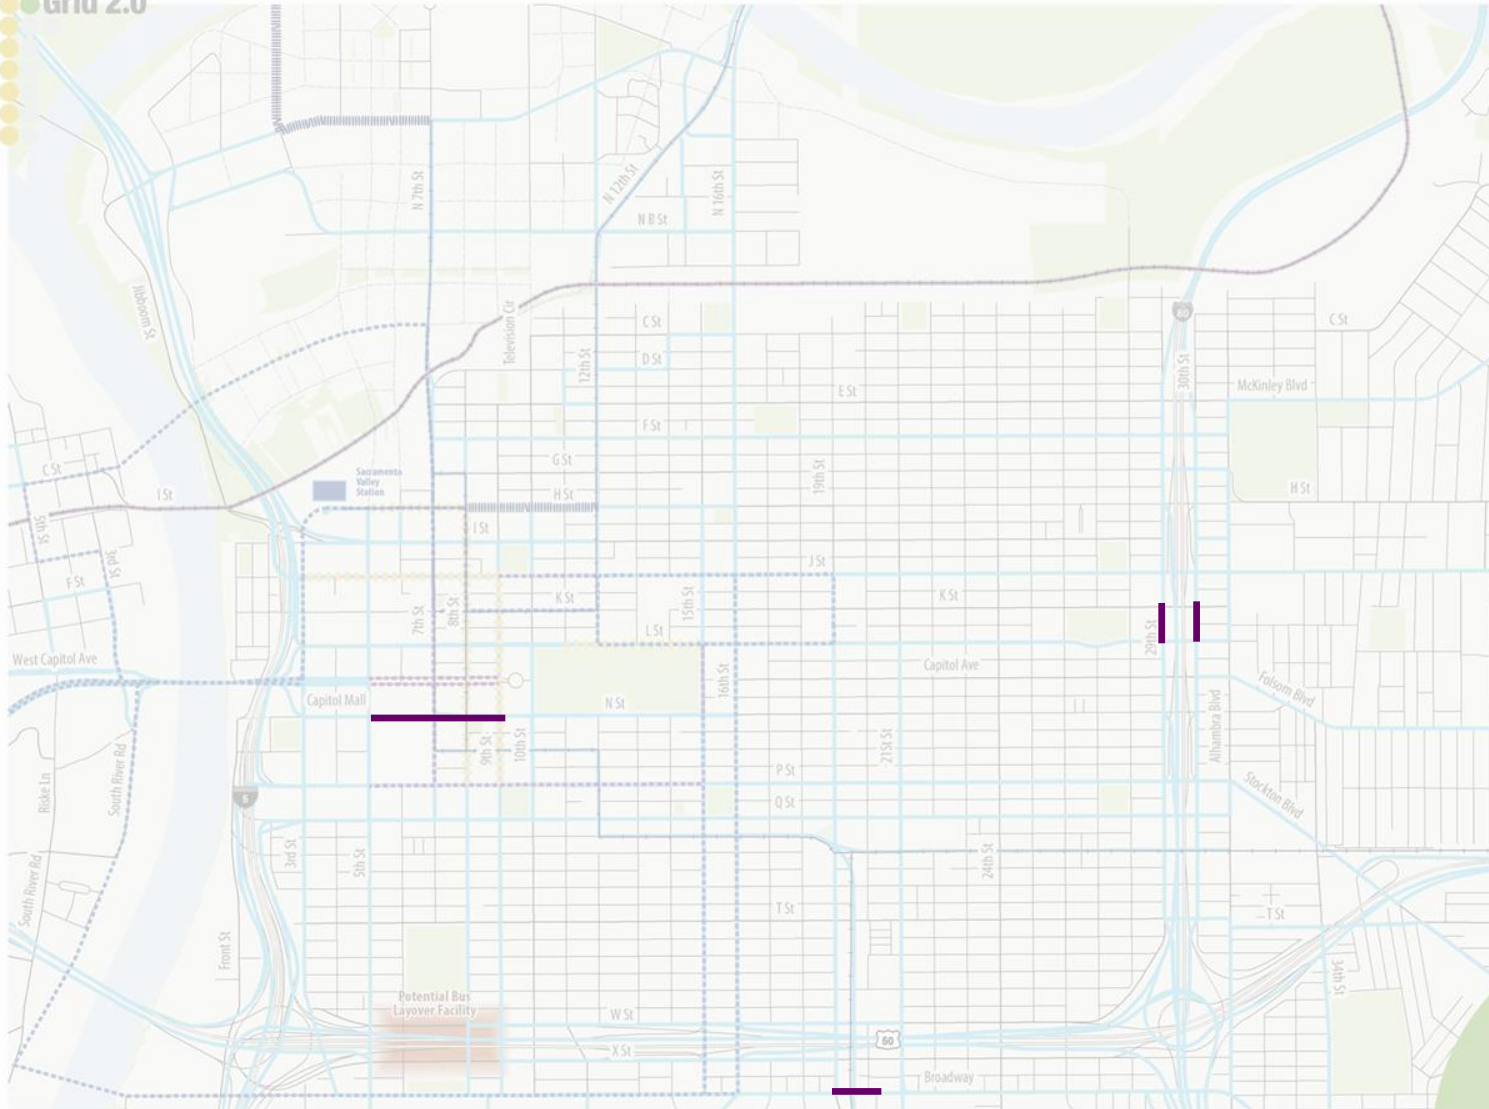 Grid 2.0
N 7th St
N 12th St
N 16th St
N B St
Jibboom St
Television Cir
C St
C St
12th St
D St
80
30th St
E St
McKinley Blvd
F St
G St
19th St
C St
Sacramento
Valley
Station
I St
H St
H St
5th St
I St
3rd St
J St
F St
K St
K St
15th St
7th St
8th St
L St
29th St
West Capitol Ave
Capitol Ave
16th St
Capitol Mall
N St
Folsom Blvd
Alhambra Blvd
9th St
10th St
21St St
P St
Riske Ln
South River Rd
Q St
Stockton Blvd
5
3rd St
5th St
24th St
South River Rd
T St
T St
Front St
34th St
Potential Bus
Layover Facility
W St
50
X St
Broadway